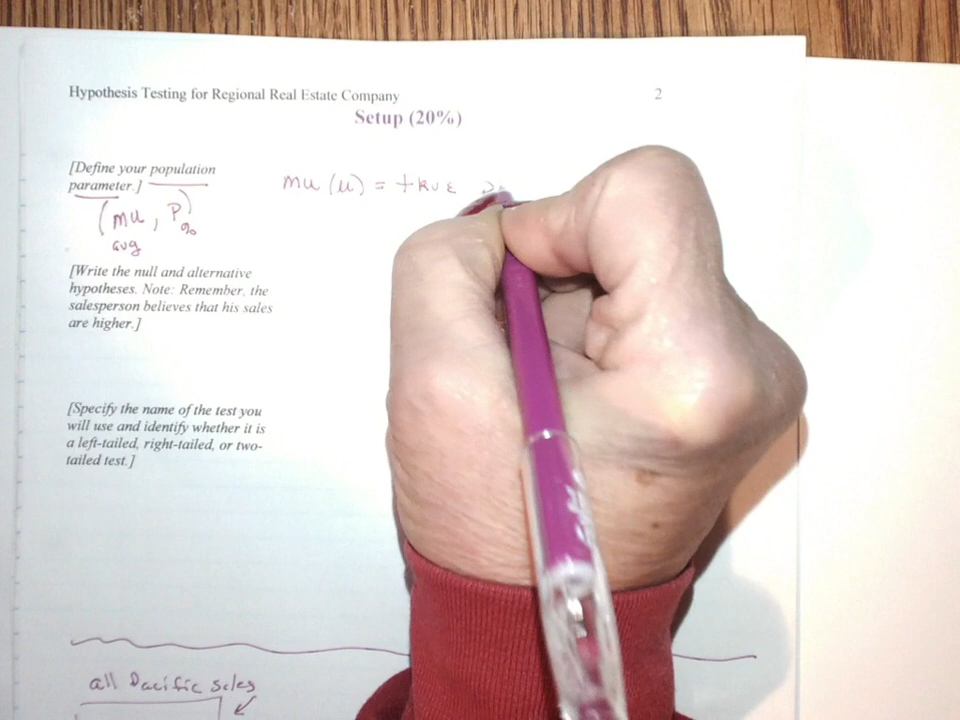 Hypothesis Testing for Regional Real Estate Company 2
Setup (20%)
[Define your population
parameter.]
mu (u) = true
(mu, P)
avg %
[Write the null and alternative
hypotheses. Note: Remember, the
salesperson believes that his sales
are higher.]
[Specify the name of the test you
will use and identify whether it is
a left-tailed, right-tailed, or two-
tailed test.]
all Pacific sales